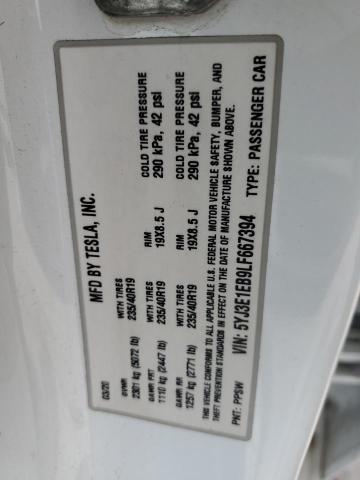 MFD BY TESLA, INC.
03/20
GVWR WITH TIRES RIM COLD TIRE PRESSURE
2301 kg (5072 lb) 235/40R19 19X8.5 J 290 kPa, 42 psi
GAWR FRT WITH TIRES
1110 kg (2447 lb) 235/40R19
GAWR RR WITH TIRES RIM COLD TIRE PRESSURE
1257 kg (2771 lb) 235/40R19 19X8.5 J 290 kPa, 42 psi
THIS VEHICLE CONFORMS TO ALL APPLICABLE U.S. FEDERAL MOTOR VEHICLE SAFETY, BUMPER, AND
THEFT PREVENTION STANDARDS IN EFFECT ON THE DATE OF MANUFACTURE SHOWN ABOVE.
VIN: 5YJ3E1EB9LF667394 TYPE: PASSENGER CAR
PNT: PPSW